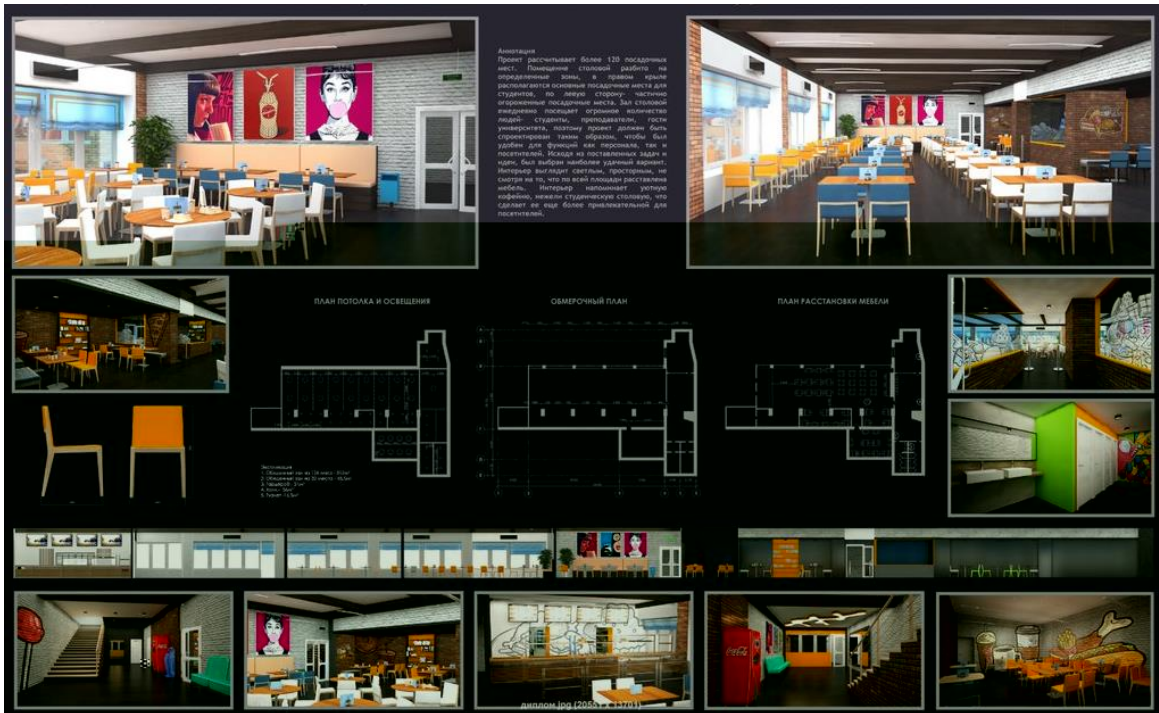 Аннотация
Проект рассчитывает более 120 посадочных
мест. Помещение столовой разбито на
определенные зоны, в правом крыле
располагаются основные посадочные места для
студентов, по левую сторону- частично
огороженные посадочные места. Зал столовой
ежедневно посещает огромное количество
людей- студенты, преподаватели, гости
университета, поэтому проект должен быть
спроектирован таким образом, чтобы был
удобен для функций как персонала, так и
посетителей. Исходя из поставленных задач и
идеи, был выбран наиболее удачный вариант.
Интерьер выглядит светлым, просторным, не
смотря на то, что по всей площади расставлена
мебель. Интерьер напоминает уютную
кофейню, нежели студенческую столовую, что
сделает ее еще более привлекательной для
посетителей.
ПЛАН ПОТОЛКА И ОСВЕЩЕНИЯ
ОБМЕРОЧНЫЙ ПЛАН
ПЛАН РАССТАНОВКИ МЕБЕЛИ
Экспликация
Coca-Cola
диплом.jpg